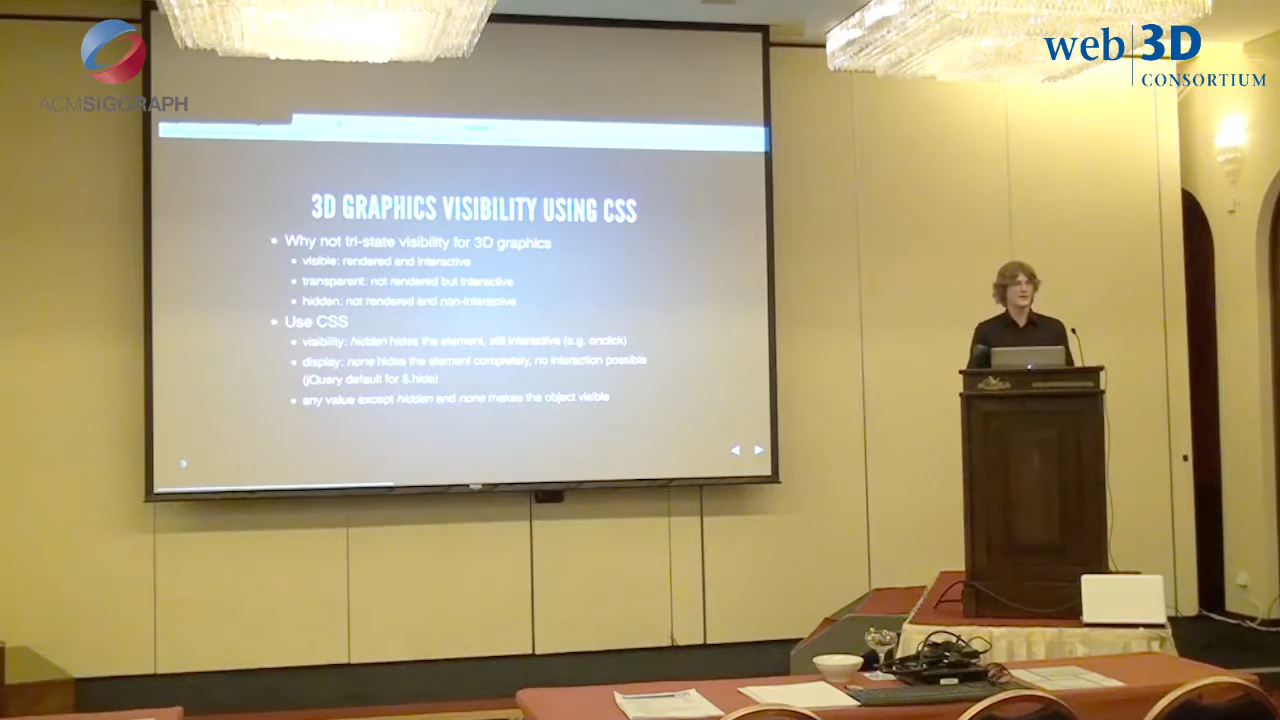 ACMSIGGRAPH
web 3D
CONSORTIUM
3D GRAPHICS VISIBILITY USING CSS
• Why not tri-state visibility for 3D graphics
• visible: rendered and interactive
• transparent: not rendered but interactive
• hidden: not rendered and non-interactive
• Use CSS
• visibility: hidden hides the element, still interactive (e.g. onclick)
• display: none hides the element completely, no interaction possible
(jQuery default for $.hide)
• any value except hidden and none makes the object visible
9